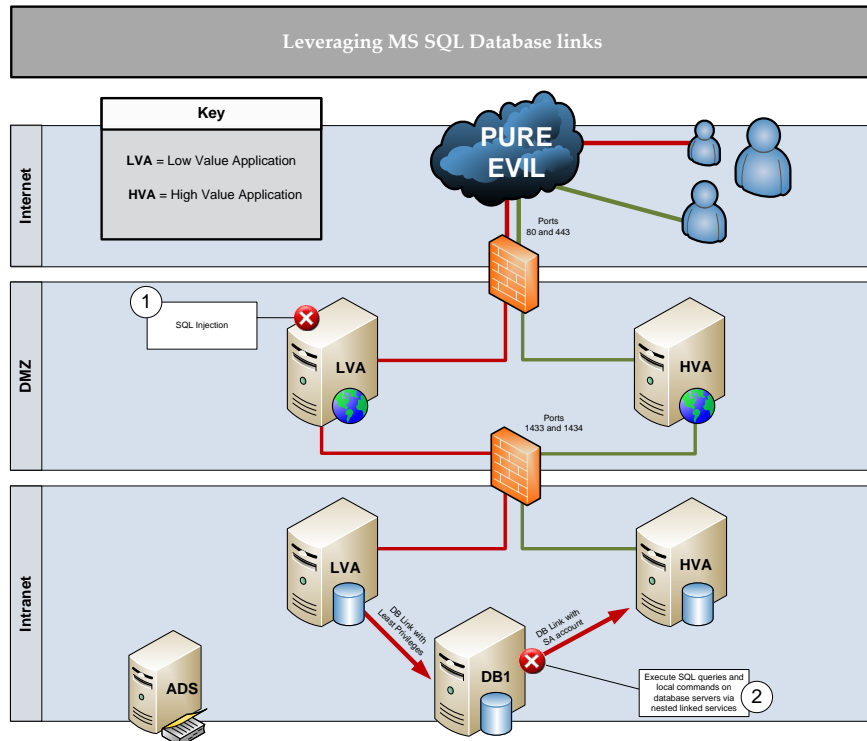 Leveraging MS SQL Database links
Key
LVA = Low Value Application
HVA = High Value Application
Internet
PURE
EVIL
Ports
80 and 443
DMZ
1
SQL Injection
LVA
HVA
Ports
1433 and 1434
Intranet
LVA
HVA
DB Link with
Least Privileges
DB Link with
SA account
ADS
DB1
Execute SQL queries and
local commands on
database servers via
nested linked services
2